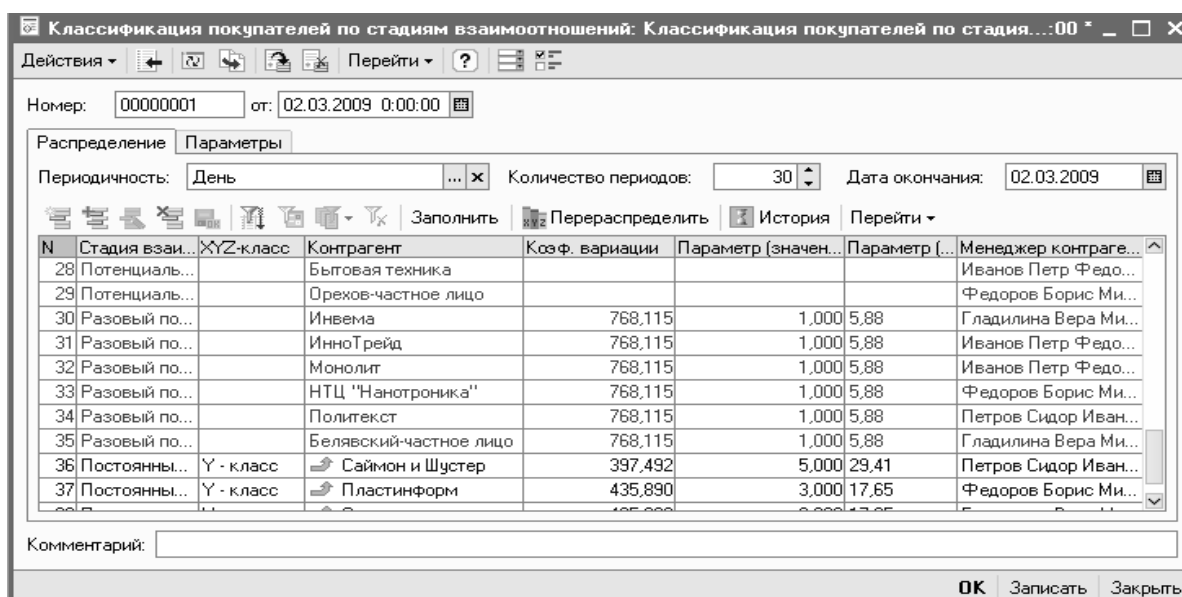 Классификация покупателей по стадиям взаимоотношений: Классификация покупателей по стадия...:00 *
Действия Перейти ?
Номер: 00000001 от: 02.03.2009 0:00:00
Распределение Параметры
Периодичность: День ... x Количество периодов: 30 Дата окончания: 02.03.2009
Заполнить Перераспределить История Перейти
N Стадия взаи... XYZ-класс Контрагент Коэф. вариации Параметр (значен... Параметр (... Менеджер контраге...
28 Потенциаль... Бытовая техника Иванов Петр Федо...
29 Потенциаль... Орехов-частное лицо Федоров Борис Ми...
30 Разовый по... Инвема 768,115 1,000 5,88 Гладилина Вера Ми...
31 Разовый по... ИнноТрейд 768,115 1,000 5,88 Иванов Петр Федо...
32 Разовый по... Монолит 768,115 1,000 5,88 Иванов Петр Федо...
33 Разовый по... НТЦ "Нанотроника" 768,115 1,000 5,88 Федоров Борис Ми...
34 Разовый по... Политекст 768,115 1,000 5,88 Петров Сидор Иван...
35 Разовый по... Белявский-частное лицо 768,115 1,000 5,88 Гладилина Вера Ми...
36 Постоянны... Y - класс Саймон и Шустер 397,492 5,000 29,41 Петров Сидор Иван...
37 Постоянны... Y - класс Пластинформ 435,890 3,000 17,65 Федоров Борис Ми...
Комментарий:
OK Записать Закрыть